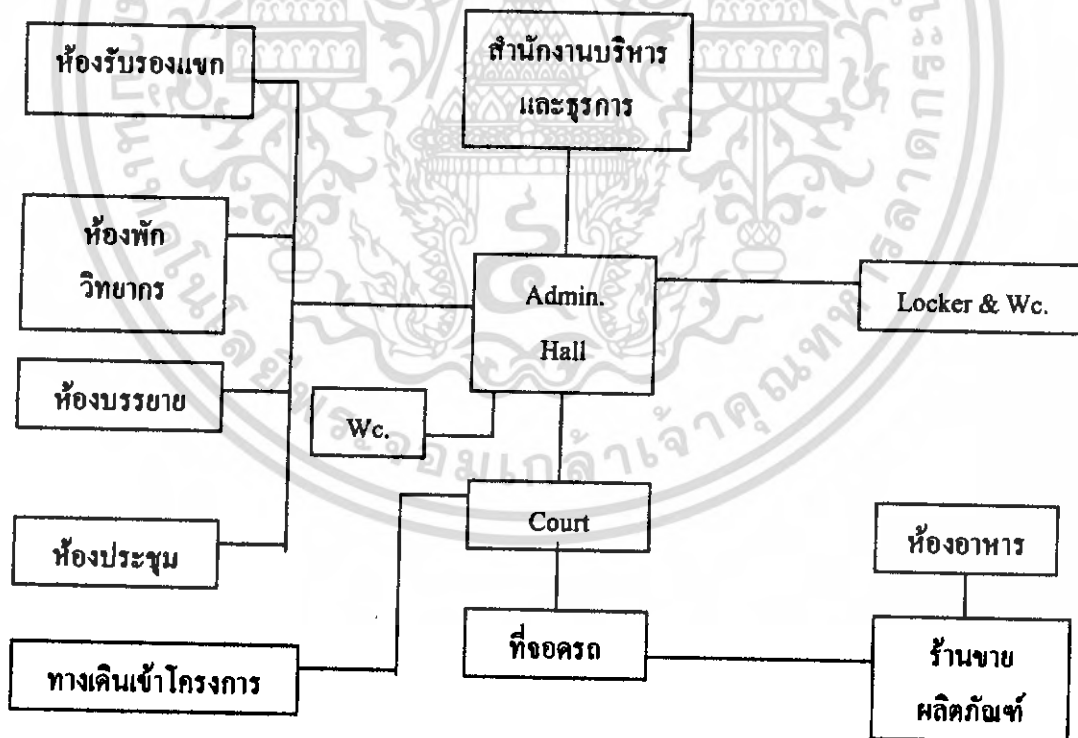 ห้องรับรองแขก
สำนักงานบริหาร
และธุรการ
ห้องพัก
วิทยากร
Admin.
Hall
Locker & Wc.
ห้องบรรยาย
Wc.
Court
ห้องอาหาร
ห้องประชุม
ที่จอดรถ
ร้านขาย
ผลิตภัณฑ์
ทางเดินเข้าโครงการ